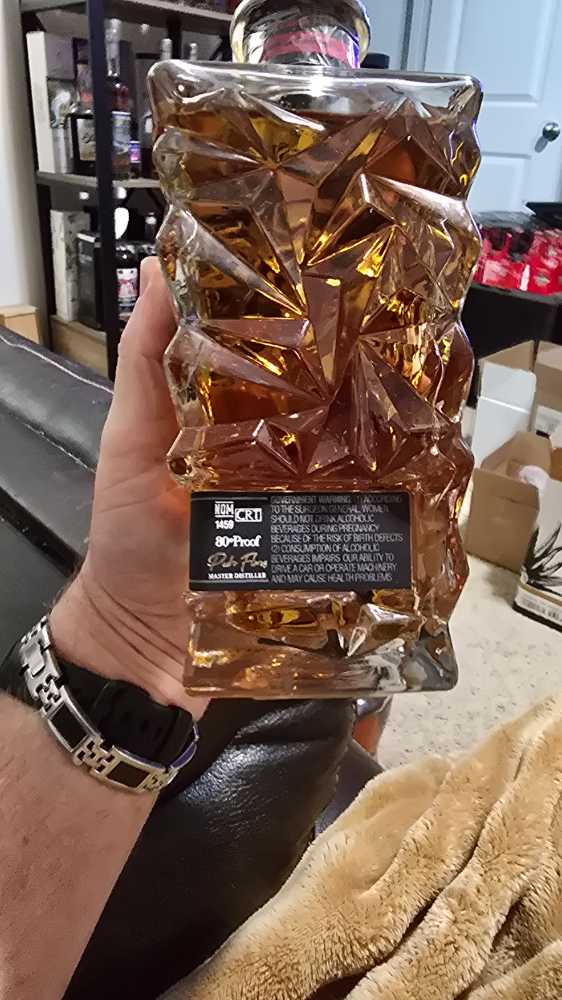 NOM
1459
CRT
80° Proof
MASTER DISTILLER
GOVERNMENT WARNING: (1) ACCORDING
TO THE SURGEON GENERAL, WOMEN
SHOULD NOT DRINK ALCOHOLIC
BEVERAGES DURING PREGNANCY
BECAUSE OF THE RISK OF BIRTH DEFECTS
(2) CONSUMPTION OF ALCOHOLIC
BEVERAGES IMPAIRS OUR ABILITY TO
DRIVE A CAR OR OPERATE MACHINERY
AND MAY CAUSE HEALTH PROBLEMS